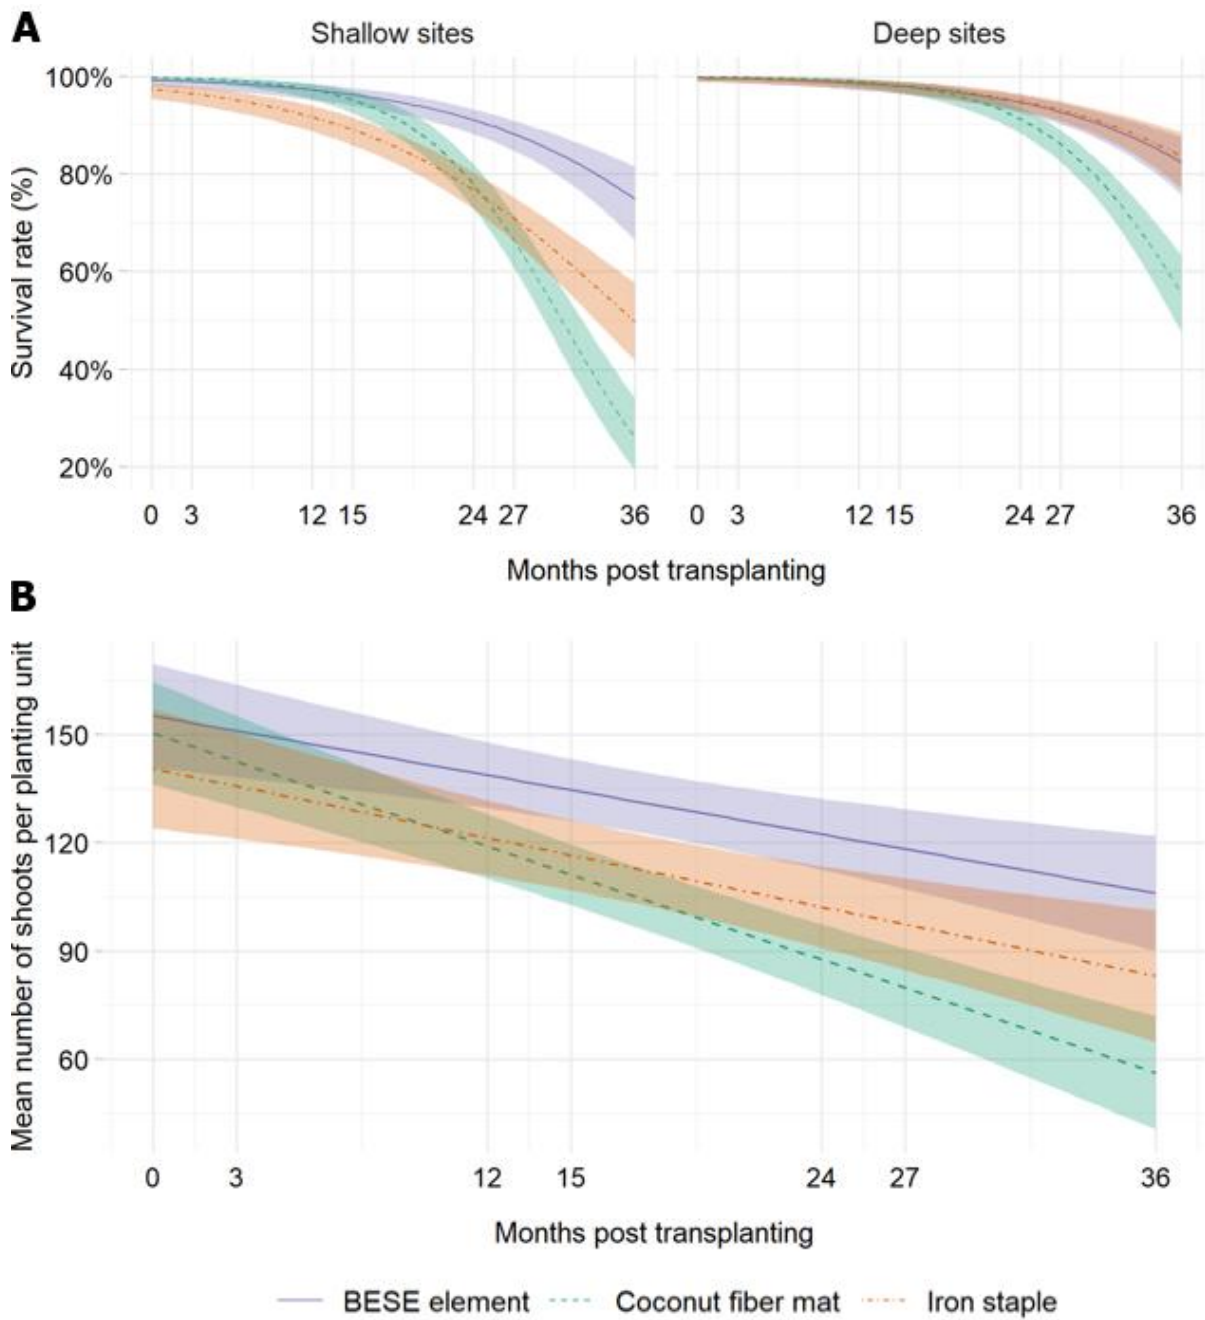 A
Shallow sites
Deep sites
Survival rate (%)
100%
80%
60%
40%
20%
0 3 12 15 24 27 36
0 3 12 15 24 27 36
Months post transplanting
B
Mean number of shoots per planting unit
150
120
90
60
0 3 12 15 24 27 36
Months post transplanting
BESE element Coconut fiber mat Iron staple